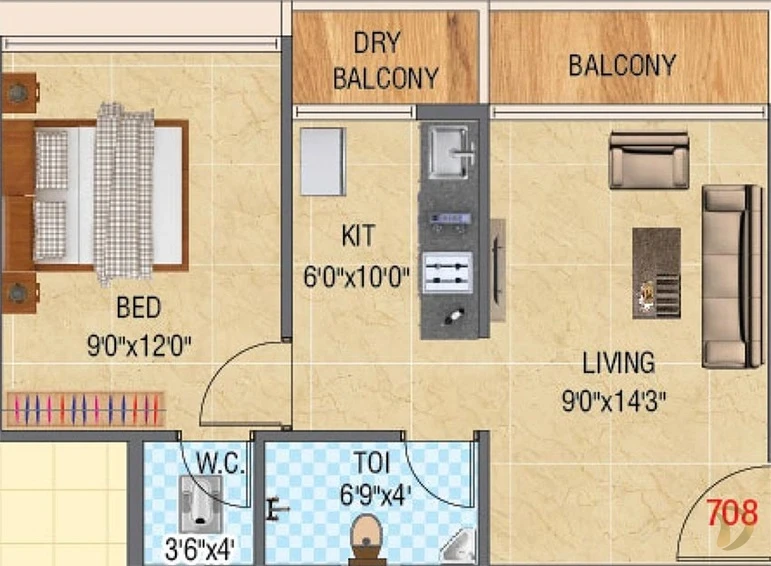 DRY
BALCONY
BALCONY
KIT
6'0"x10'0"
BED
9'0"x12'0"
LIVING
9'0"x14'3"
W.C.
3'6"x4'
TOI
6'9"x4'
708